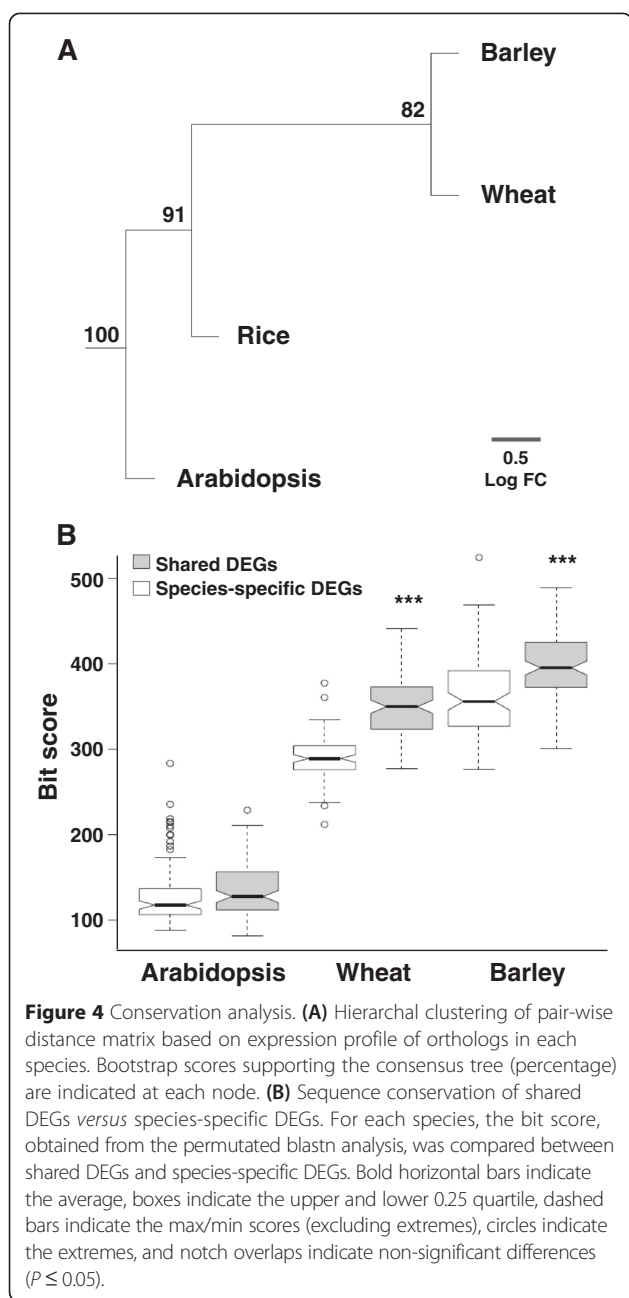 A
Barley
82
Wheat
91
Rice
100
Arabidopsis
0.5
Log FC
B
Shared DEGs
Species-specific DEGs
***
***
Bit score
500
400
300
200
100
Arabidopsis Wheat Barley
Figure 4 Conservation analysis. (A) Hierarchal clustering of pair-wise
distance matrix based on expression profile of orthologs in each
species. Bootstrap scores supporting the consensus tree (percentage)
are indicated at each node. (B) Sequence conservation of shared
DEGs versus species-specific DEGs. For each species, the bit score,
obtained from the permutated blastn analysis, was compared between
shared DEGs and species-specific DEGs. Bold horizontal bars indicate
the average, boxes indicate the upper and lower 0.25 quartile, dashed
bars indicate the max/min scores (excluding extremes), circles indicate
the extremes, and notch overlaps indicate non-significant differences
(P ≤ 0.05).